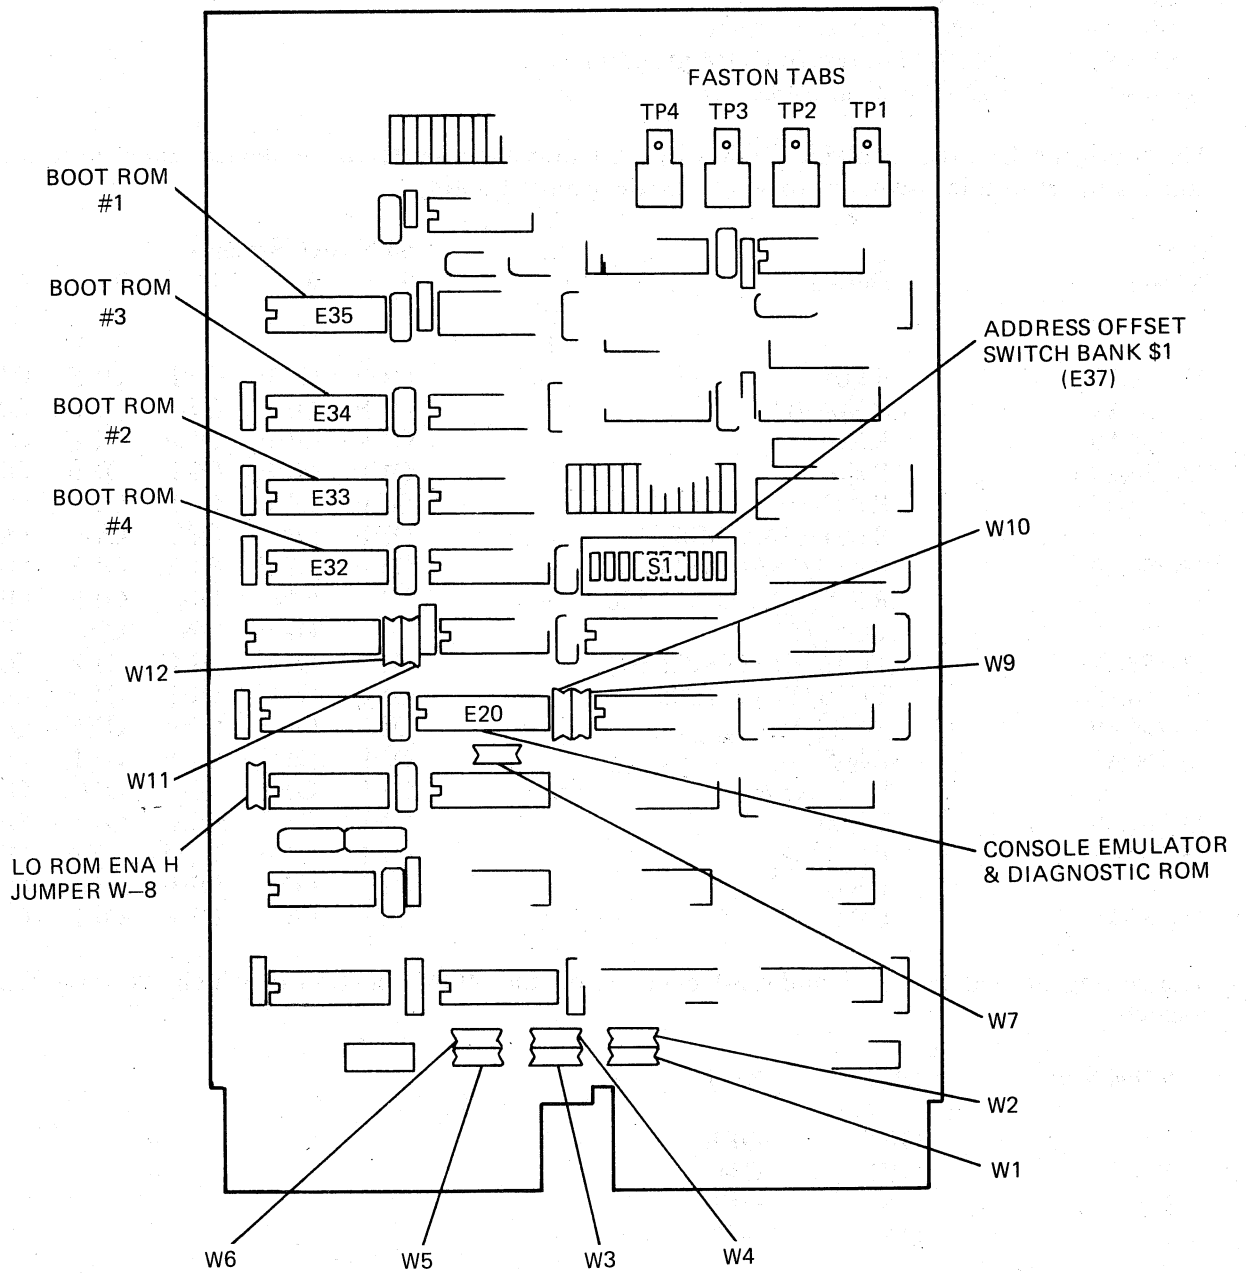 FASTON TABS
TP4 TP3 TP2 TP1
BOOT ROM
#1
BOOT ROM
#3
E35
ADDRESS OFFSET
SWITCH BANK $1
(E37)
BOOT ROM
#2
E34
BOOT ROM
#4
E33
W10
E32
S1
W12
W9
E20
W11
LO ROM ENA H
JUMPER W–8
CONSOLE EMULATOR
& DIAGNOSTIC ROM
W7
W2
W1
W6
W5
W3
W4